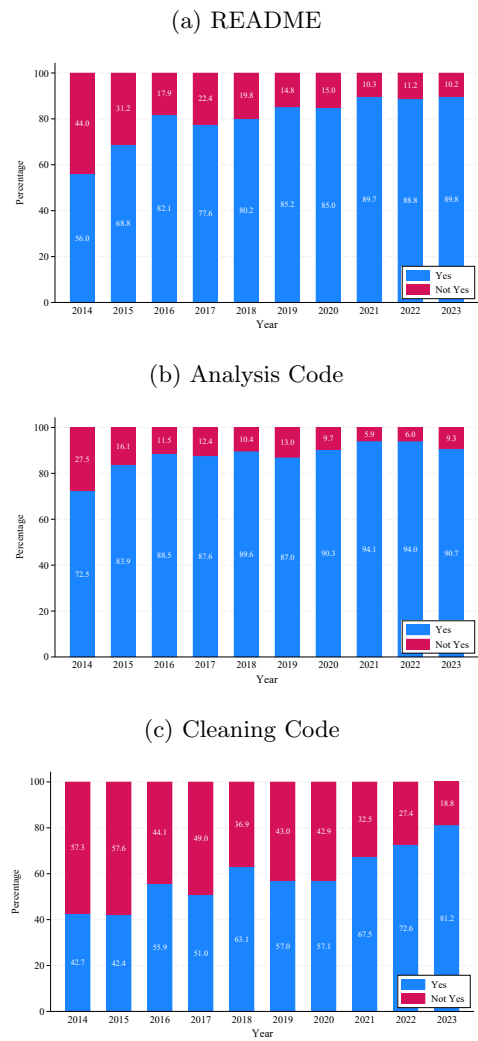 (a) README
100
80
60
40
20
0
Percentage
44.0 31.2 17.9 22.4 19.8 14.8 15.0 10.3 11.2 10.2
56.0 68.8 82.1 77.6 80.2 85.2 85.0 89.7 88.8 89.8
Yes
Not Yes
2014 2015 2016 2017 2018 2019 2020 2021 2022 2023
Year
(b) Analysis Code
100
80
60
40
20
0
Percentage
27.5 16.1 11.5 12.4 10.4 13.0 9.7 5.9 6.0 9.3
72.5 83.9 88.5 87.6 89.6 87.0 90.3 94.1 94.0 90.7
Yes
Not Yes
2014 2015 2016 2017 2018 2019 2020 2021 2022 2023
Year
(c) Cleaning Code
100
80
60
40
20
0
Percentage
57.3 57.6 44.1 49.0 36.9 43.0 42.9 32.5 27.4 18.8
42.7 42.4 55.9 51.0 63.1 57.0 57.1 67.5 72.6 81.2
Yes
Not Yes
2014 2015 2016 2017 2018 2019 2020 2021 2022 2023
Year